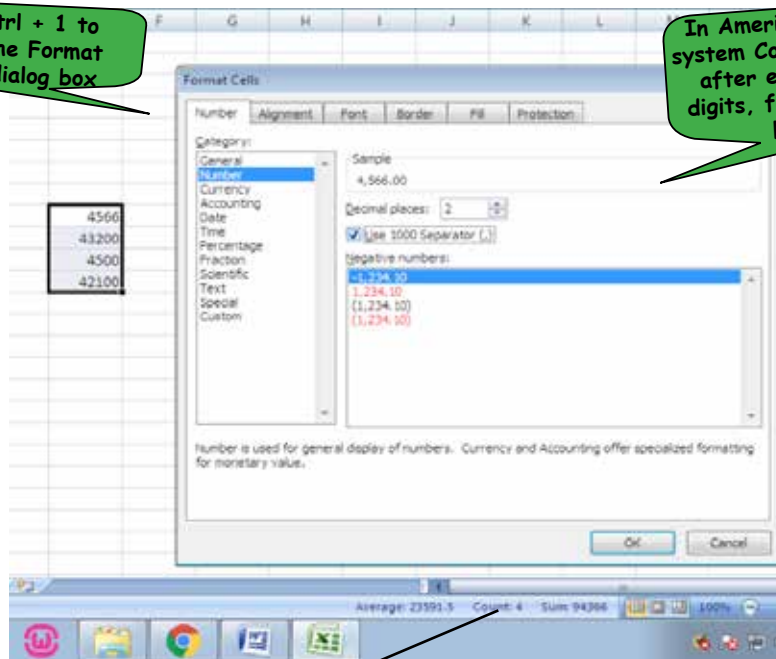 trl + 1 to
ne Format
dialog box
In Ameri
system Co
after e
digits, f
F G H I J K L
Format Cells
Number Alignment Font Border Fill Protection
Category:
General
Number
Currency
Accounting
Date
Time
Percentage
Fraction
Scientific
Text
Special
Custom
Sample
4,566.00
Decimal places: 2
Use 1000 Separator (,)
Negative numbers:
-1,234.10
1,234.10
(1,234.10)
(1,234.10)
4566
43200
4500
42100
Number is used for general display of numbers. Currency and Accounting offer specialized formatting
for monetary value.
OK Cancel
Average: 23591.5 Count: 4 Sum: 94366 100%